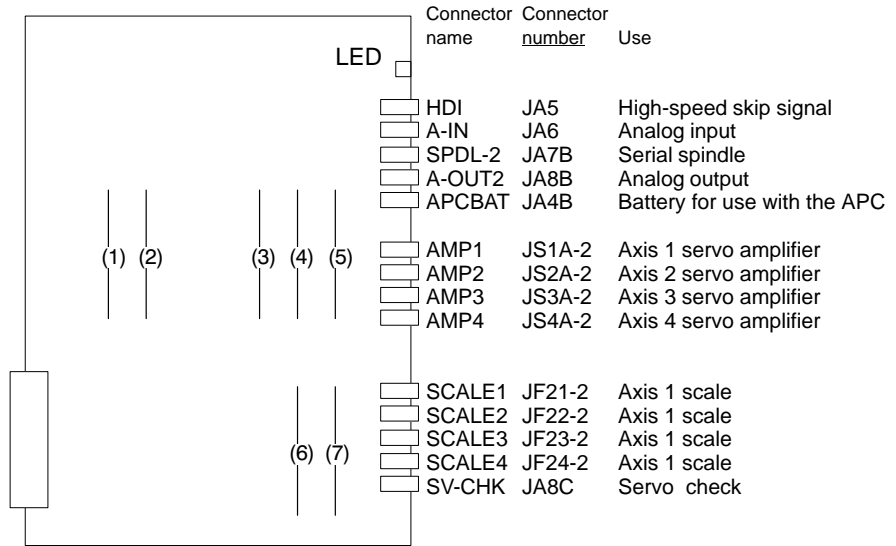 Connector name Connector number Use
LED
HDI JA5 High-speed skip signal
A-IN JA6 Analog input
SPDL-2 JA7B Serial spindle
A-OUT2 JA8B Analog output
APCBAT JA4B Battery for use with the APC
(1) (2) (3) (4) (5)
AMP1 JS1A-2 Axis 1 servo amplifier
AMP2 JS2A-2 Axis 2 servo amplifier
AMP3 JS3A-2 Axis 3 servo amplifier
AMP4 JS4A-2 Axis 4 servo amplifier
SCALE1 JF21-2 Axis 1 scale
SCALE2 JF22-2 Axis 1 scale
SCALE3 JF23-2 Axis 1 scale
(6) (7)
SCALE4 JF24-2 Axis 1 scale
SV-CHK JA8C Servo check